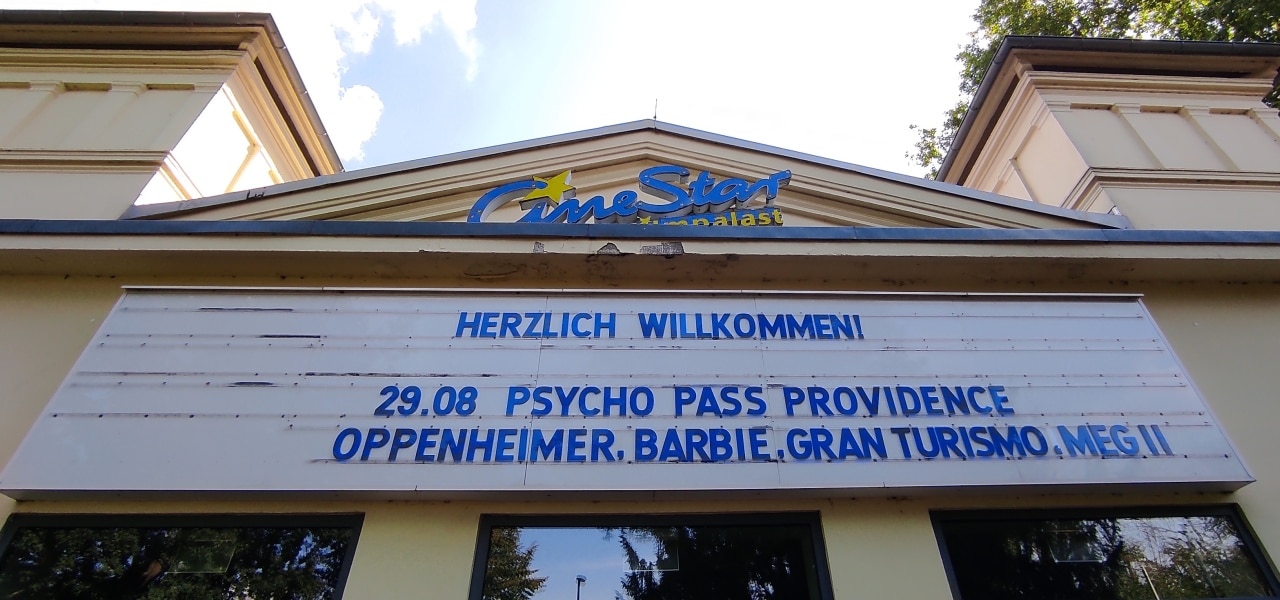 CineStar
HERZLICH WILLKOMMEN!
29.08 PSYCHO PASS PROVIDENCE
OPPENHEIMER, BARBIE, GRAN TURISMO, MEG II